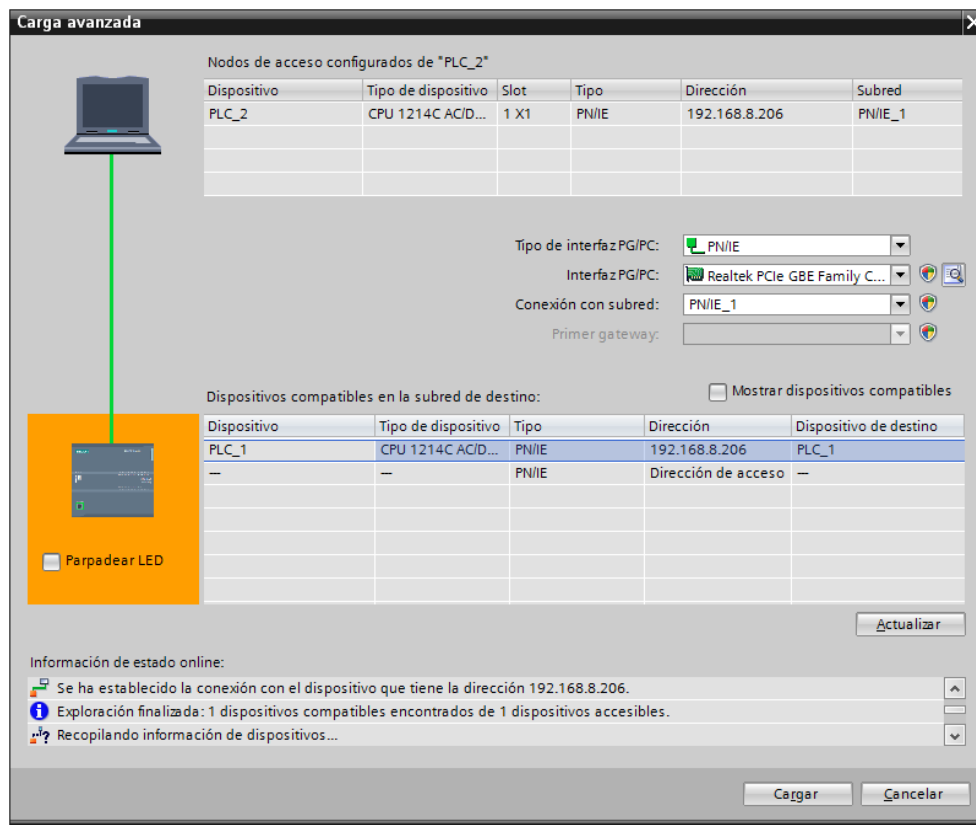 Carga avanzada
Nodos de acceso configurados de "PLC_2"
Dispositivo Tipo de dispositivo Slot Tipo Dirección Subred
PLC_2 CPU 1214C AC/D... 1 X1 PN/IE 192.168.8.206 PN/IE_1
Tipo de interfaz PG/PC: PN/IE
Interfaz PG/PC: Realtek PCIe GBE Family C...
Conexión con subred: PN/IE_1
Primer gateway:
Dispositivos compatibles en la subred de destino: Mostrar dispositivos compatibles
Dispositivo Tipo de dispositivo Tipo Dirección Dispositivo de destino
PLC_1 CPU 1214C AC/D... PN/IE 192.168.8.206 PLC_1
— — PN/IE Dirección de acceso —
Parpadear LED
Actualizar
Información de estado online:
Se ha establecido la conexión con el dispositivo que tiene la dirección 192.168.8.206.
Exploración finalizada: 1 dispositivos compatibles encontrados de 1 dispositivos accesibles.
Recopilando información de dispositivos...
Cargar Cancelar